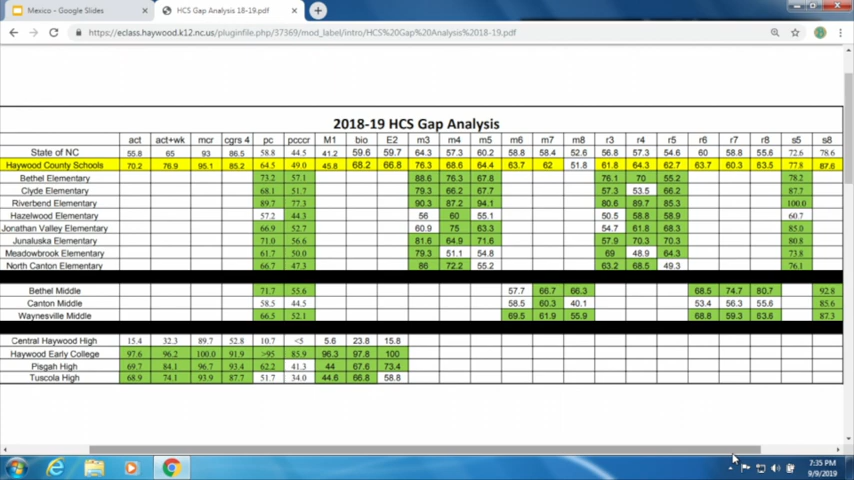 Mexico - Google Slides
HCS Gap Analysis 18-19.pdf
https://eclass.haywood.k12.nc.us/pluginfile.php/37369/mod_label/intro/HCS%20Gap%20Analysis%2018-19.pdf
2018-19 HCS Gap Analysis
act act+wk mcr cgrs 4 pc pcccr M1 bio E2 m3 m4 m5 m6 m7 m8 r3 r4 r5 r6 r7 r8 s5 s8
State of NC 55.8 65 93 86.5 58.8 44.5 41.2 59.6 59.7 64.3 57.3 60.2 58.8 58.4 52.6 56.8 57.3 54.6 60 58.8 55.6 72.6 78.6
Haywood County Schools 70.2 76.9 95.1 85.2 64.5 49.0 45.8 68.2 66.8 76.3 68.6 64.4 63.7 62 51.8 61.8 64.3 62.7 63.7 60.3 63.5 77.8 87.6
Bethel Elementary 73.2 57.1 88.6 76.3 67.8 76.1 70 55.2 78.2
Clyde Elementary 68.1 51.7 79.3 66.2 67.7 57.3 53.5 66.2 87.7
Riverbend Elementary 89.7 77.3 90.3 87.2 94.1 80.6 89.7 85.3 100.0
Hazelwood Elementary 57.2 44.3 56 60 55.1 50.5 58.8 58.9 60.7
Jonathan Valley Elementary 66.9 52.7 60.9 75 63.3 54.7 61.8 68.3 85.0
Junaluska Elementary 71.0 56.6 81.6 64.9 71.6 57.9 70.3 70.3 80.8
Meadowbrook Elementary 61.7 50.0 79.3 51.1 54.8 69 48.9 64.3 73.8
North Canton Elementary 66.7 47.3 86 72.2 55.2 63.2 68.5 49.3 76.1
Bethel Middle 71.7 55.6 57.7 66.7 66.3 68.5 74.7 80.7 92.8
Canton Middle 58.5 44.5 58.5 60.3 40.1 53.4 56.3 55.6 85.6
Waynesville Middle 66.5 52.1 69.5 61.9 55.9 68.8 59.3 63.6 87.3
Central Haywood High 15.4 32.3 89.7 52.8 10.7 <5 5.6 23.8 15.8
Haywood Early College 97.6 96.2 100.0 91.9 >95 85.9 96.3 97.8 100
Pisgah High 69.7 84.1 96.7 93.4 62.2 41.3 44 67.6 73.4
Tuscola High 68.9 74.1 93.9 87.7 51.7 34.0 44.6 66.8 58.8
7:35 PM
9/9/2019